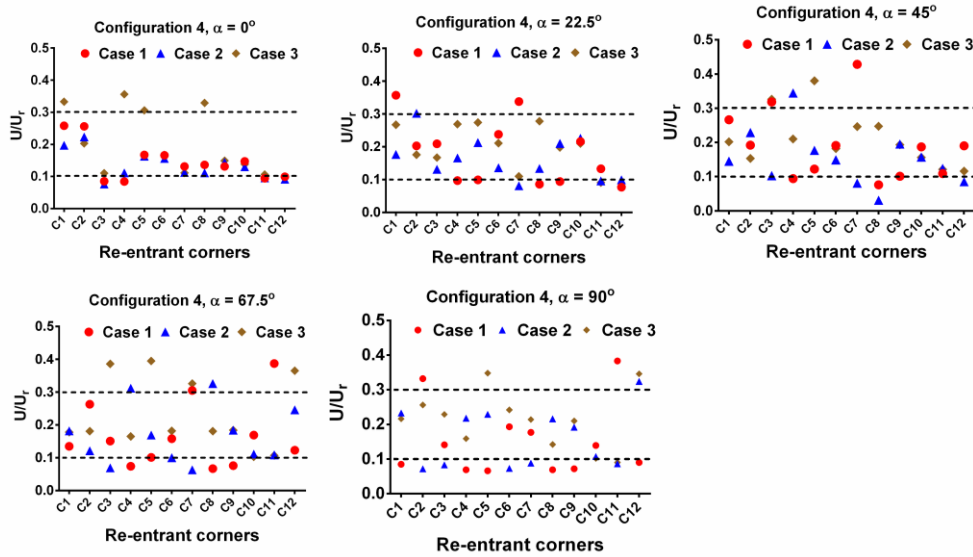 Configuration 4, α = 0°
Case 1 Case 2 Case 3
U/Ur
0.5
0.4
0.3
0.2
0.1
0.0
C1 C2 C3 C4 C5 C6 C7 C8 C9 C10 C11 C12
Re-entrant corners
Configuration 4, α = 22.5°
Case 1 Case 2 Case 3
U/Ur
0.5
0.4
0.3
0.2
0.1
0.0
C1 C2 C3 C4 C5 C6 C7 C8 C9 C10 C11 C12
Re-entrant corners
Configuration 4, α = 45°
Case 1 Case 2 Case 3
U/Ur
0.5
0.4
0.3
0.2
0.1
0.0
C1 C2 C3 C4 C5 C6 C7 C8 C9 C10 C11 C12
Re-entrant corners
Configuration 4, α = 67.5°
Case 1 Case 2 Case 3
U/Ur
0.5
0.4
0.3
0.2
0.1
0.0
C1 C2 C3 C4 C5 C6 C7 C8 C9 C10 C11 C12
Re-entrant corners
Configuration 4, α = 90°
Case 1 Case 2 Case 3
U/Ur
0.5
0.4
0.3
0.2
0.1
0.0
C1 C2 C3 C4 C5 C6 C7 C8 C9 C10 C11 C12
Re-entrant corners